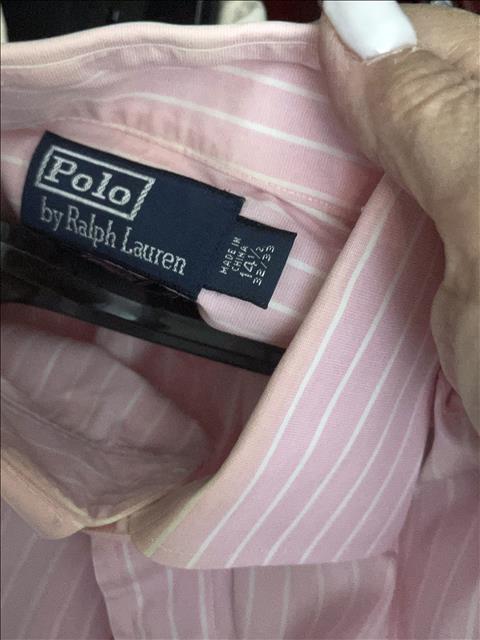 Polo
by Ralph Lauren
MADE IN
CHINA
14 1/2
32/33